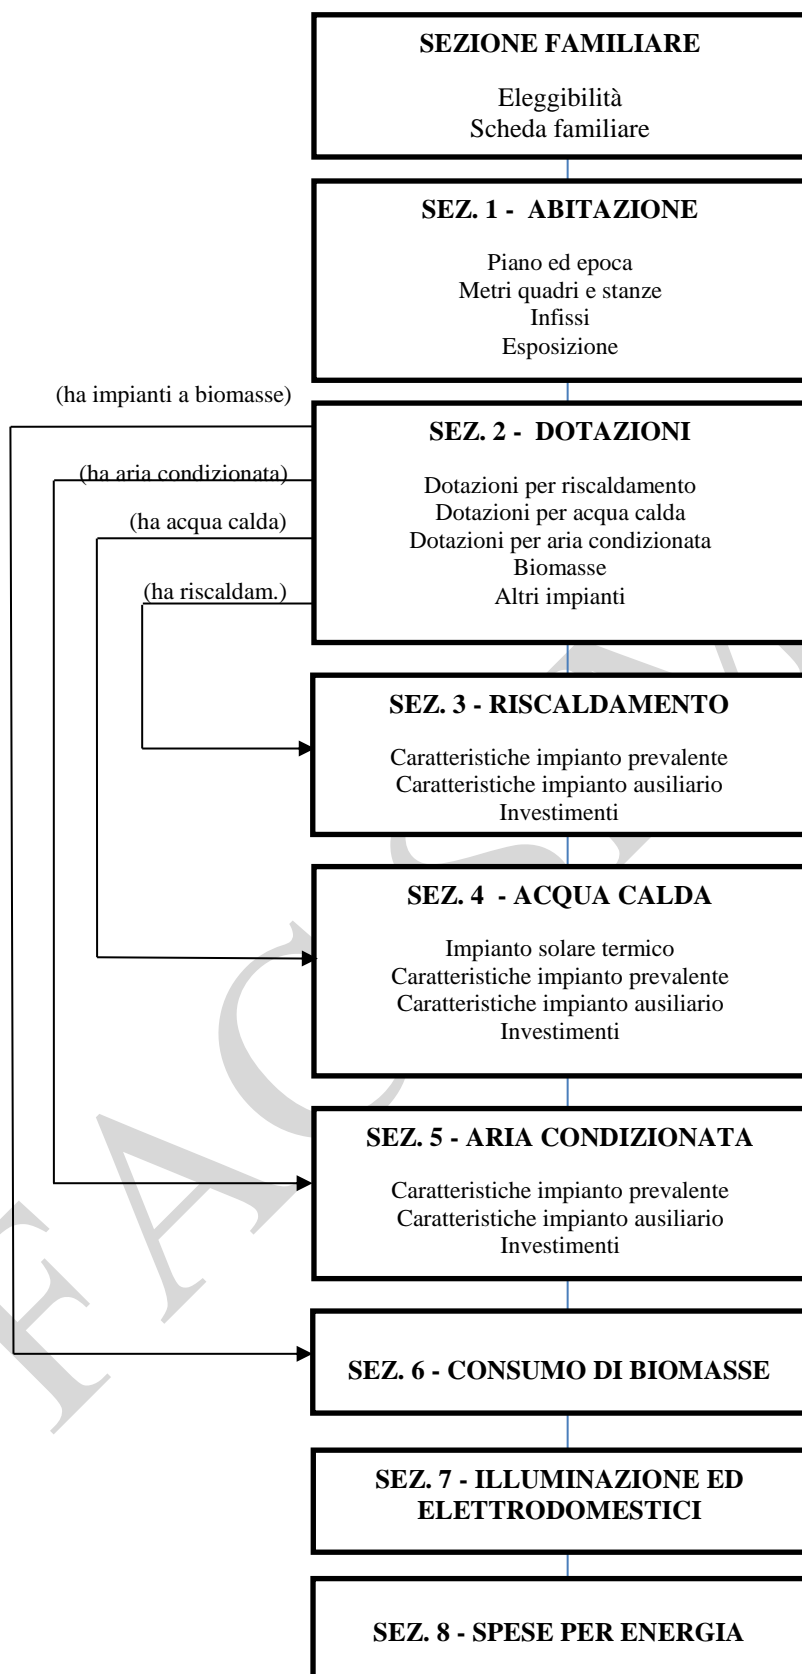 SEZIONE FAMILIARE
Eleggibilità
Scheda familiare
SEZ. 1 - ABITAZIONE
Piano ed epoca
Metri quadri e stanze
Infissi
Esposizione
(ha impianti a biomasse)
(ha aria condizionata)
(ha acqua calda)
(ha riscaldam.)
SEZ. 2 - DOTAZIONI
Dotazioni per riscaldamento
Dotazioni per acqua calda
Dotazioni per aria condizionata
Biomasse
Altri impianti
SEZ. 3 - RISCALDAMENTO
Caratteristiche impianto prevalente
Caratteristiche impianto ausiliario
Investimenti
SEZ. 4 - ACQUA CALDA
Impianto solare termico
Caratteristiche impianto prevalente
Caratteristiche impianto ausiliario
Investimenti
SEZ. 5 - ARIA CONDIZIONATA
Caratteristiche impianto prevalente
Caratteristiche impianto ausiliario
Investimenti
SEZ. 6 - CONSUMO DI BIOMASSE
SEZ. 7 - ILLUMINAZIONE ED
ELETTRODOMESTICI
SEZ. 8 - SPESE PER ENERGIA